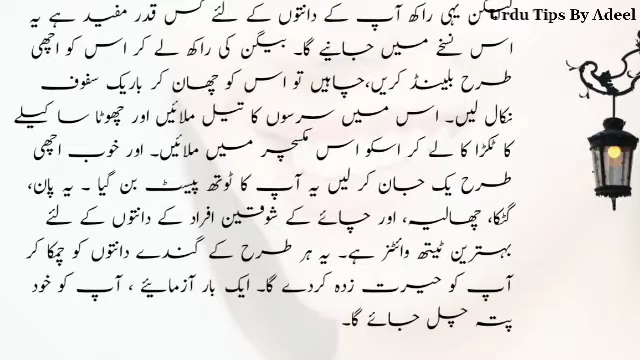 Urdu Tips By Adeel
لیکن یہی راکھ آپ کے دانتوں کے لئے کس قدر مفید ہے یہ
اس نسخے میں جانیے گا۔ بیگن کی راکھ لے کر اس کو اچھی
طرح بلینڈ کریں،چاہیں تو اس کو چھان کر باریک سفوف
نکال لیں۔ اس میں سرسوں کا تیل ملائیں اور چھوٹا سا کیلے
کا ٹکڑا کا لے کر اسکو اس مکسچر میں ملائیں۔ اور خوب اچھی
طرح یک جان کر لیں یہ آپ کا ٹوتھ پیسٹ بن گیا ۔ یہ پان،
گٹکا، چھالیہ، اور چائے کے شوقین افراد کے دانتوں کے لئے
بہترین ٹیتھ وائٹنر ہے۔ یہ ہر طرح کے گندے دانتوں کو چمکا کر
آپ کو حیرت زدہ کردے گا۔ ایک بار آزمائیے ، آپ کو خود
پتہ چل جائے گا۔